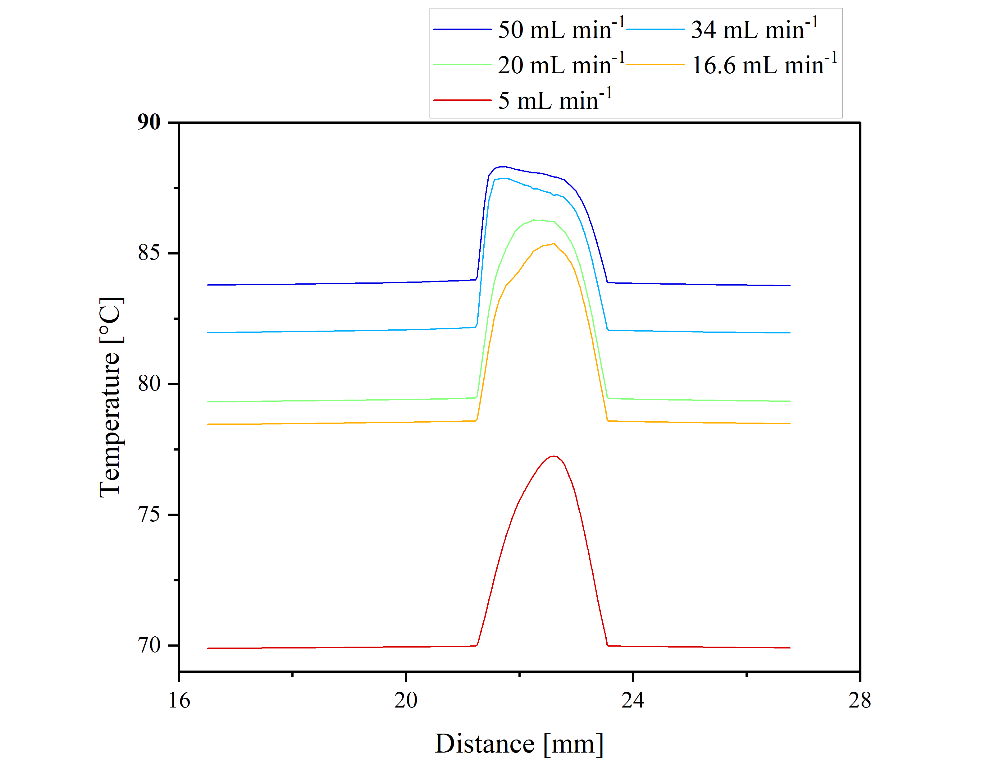 50 mL min⁻¹ 34 mL min⁻¹
20 mL min⁻¹ 16.6 mL min⁻¹
5 mL min⁻¹
90
85
80
75
70
Temperature [°C]
16 20 24 28
Distance [mm]